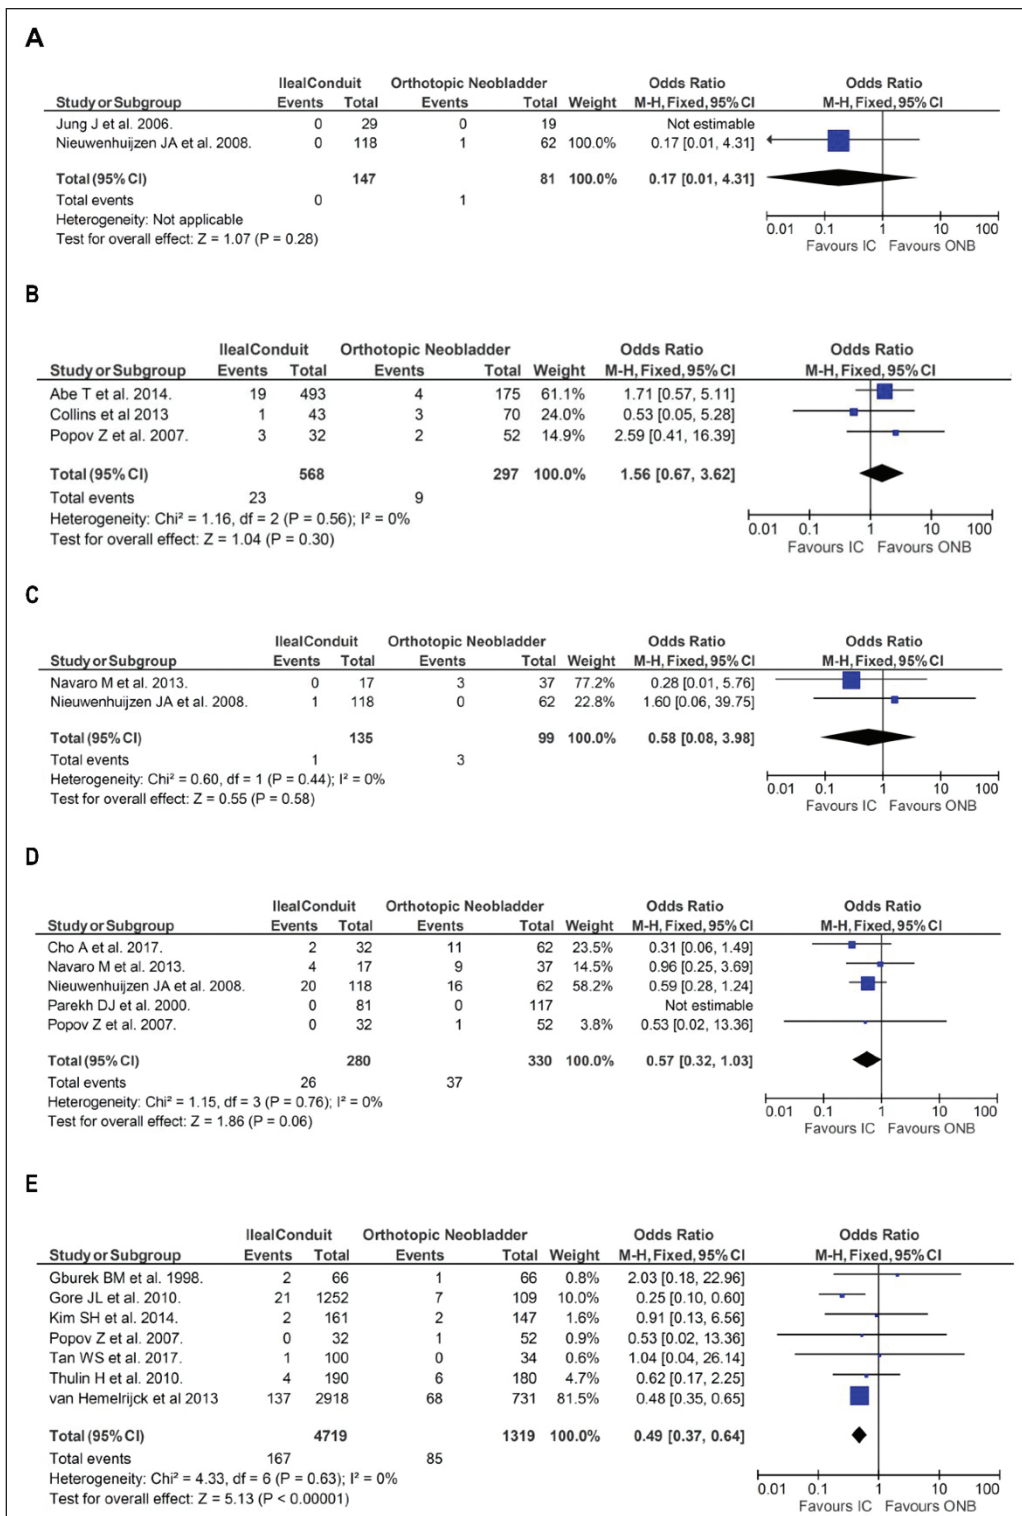 A
IlealConduit Orthotopic Neobladder Odds Ratio Odds Ratio
Study or Subgroup Events Total Events Total Weight M-H, Fixed, 95% CI M-H, Fixed, 95% CI
Jung J et al. 2006. 0 29 0 19 Not estimable
Nieuwenhuijzen JA et al. 2008. 0 118 1 62 100.0% 0.17 [0.01, 4.31]
Total (95% CI) 147 81 100.0% 0.17 [0.01, 4.31]
Total events 0 1
Heterogeneity: Not applicable
Test for overall effect: Z = 1.07 (P = 0.28)
0.01 0.1 1 10 100
Favours IC Favours ONB
B
IlealConduit Orthotopic Neobladder Odds Ratio Odds Ratio
Study or Subgroup Events Total Events Total Weight M-H, Fixed, 95% CI M-H, Fixed, 95% CI
Abe T et al. 2014. 19 493 4 175 61.1% 1.71 [0.57, 5.11]
Collins et al 2013 1 43 3 70 24.0% 0.53 [0.05, 5.28]
Popov Z et al. 2007. 3 32 2 52 14.9% 2.59 [0.41, 16.39]
Total (95% CI) 568 297 100.0% 1.56 [0.67, 3.62]
Total events 23 9
Heterogeneity: Chi² = 1.16, df = 2 (P = 0.56); I² = 0%
Test for overall effect: Z = 1.04 (P = 0.30)
0.01 0.1 1 10 100
Favours IC Favours ONB
C
IlealConduit Orthotopic Neobladder Odds Ratio Odds Ratio
Study or Subgroup Events Total Events Total Weight M-H, Fixed, 95% CI M-H, Fixed, 95% CI
Navaro M et al. 2013. 0 17 3 37 77.2% 0.28 [0.01, 5.76]
Nieuwenhuijzen JA et al. 2008. 1 118 0 62 22.8% 1.60 [0.06, 39.75]
Total (95% CI) 135 99 100.0% 0.58 [0.08, 3.98]
Total events 1 3
Heterogeneity: Chi² = 0.60, df = 1 (P = 0.44); I² = 0%
Test for overall effect: Z = 0.55 (P = 0.58)
0.01 0.1 1 10 100
Favours IC Favours ONB
D
IlealConduit Orthotopic Neobladder Odds Ratio Odds Ratio
Study or Subgroup Events Total Events Total Weight M-H, Fixed, 95% CI M-H, Fixed, 95% CI
Cho A et al. 2017. 2 32 11 62 23.5% 0.31 [0.06, 1.49]
Navaro M et al. 2013. 4 17 9 37 14.5% 0.96 [0.25, 3.69]
Nieuwenhuijzen JA et al. 2008. 20 118 16 62 58.2% 0.59 [0.28, 1.24]
Parekh DJ et al. 2000. 0 81 0 117 Not estimable
Popov Z et al. 2007. 0 32 1 52 3.8% 0.53 [0.02, 13.36]
Total (95% CI) 280 330 100.0% 0.57 [0.32, 1.03]
Total events 26 37
Heterogeneity: Chi² = 1.15, df = 3 (P = 0.76); I² = 0%
Test for overall effect: Z = 1.86 (P = 0.06)
0.01 0.1 1 10 100
Favours IC Favours ONB
E
IlealConduit Orthotopic Neobladder Odds Ratio Odds Ratio
Study or Subgroup Events Total Events Total Weight M-H, Fixed, 95% CI M-H, Fixed, 95% CI
Gburek BM et al. 1998. 2 66 1 66 0.8% 2.03 [0.18, 22.96]
Gore JL et al. 2010. 21 1252 7 109 10.0% 0.25 [0.10, 0.60]
Kim SH et al. 2014. 2 161 2 147 1.6% 0.91 [0.13, 6.56]
Popov Z et al. 2007. 0 32 1 52 0.9% 0.53 [0.02, 13.36]
Tan WS et al. 2017. 1 100 0 34 0.6% 1.04 [0.04, 26.14]
Thulin H et al. 2010. 4 190 6 180 4.7% 0.62 [0.17, 2.25]
van Hemelrijck et al 2013 137 2918 68 731 81.5% 0.48 [0.35, 0.65]
Total (95% CI) 4719 1319 100.0% 0.49 [0.37, 0.64]
Total events 167 85
Heterogeneity: Chi² = 4.33, df = 6 (P = 0.63); I² = 0%
Test for overall effect: Z = 5.13 (P < 0.00001)
0.01 0.1 1 10 100
Favours IC Favours ONB